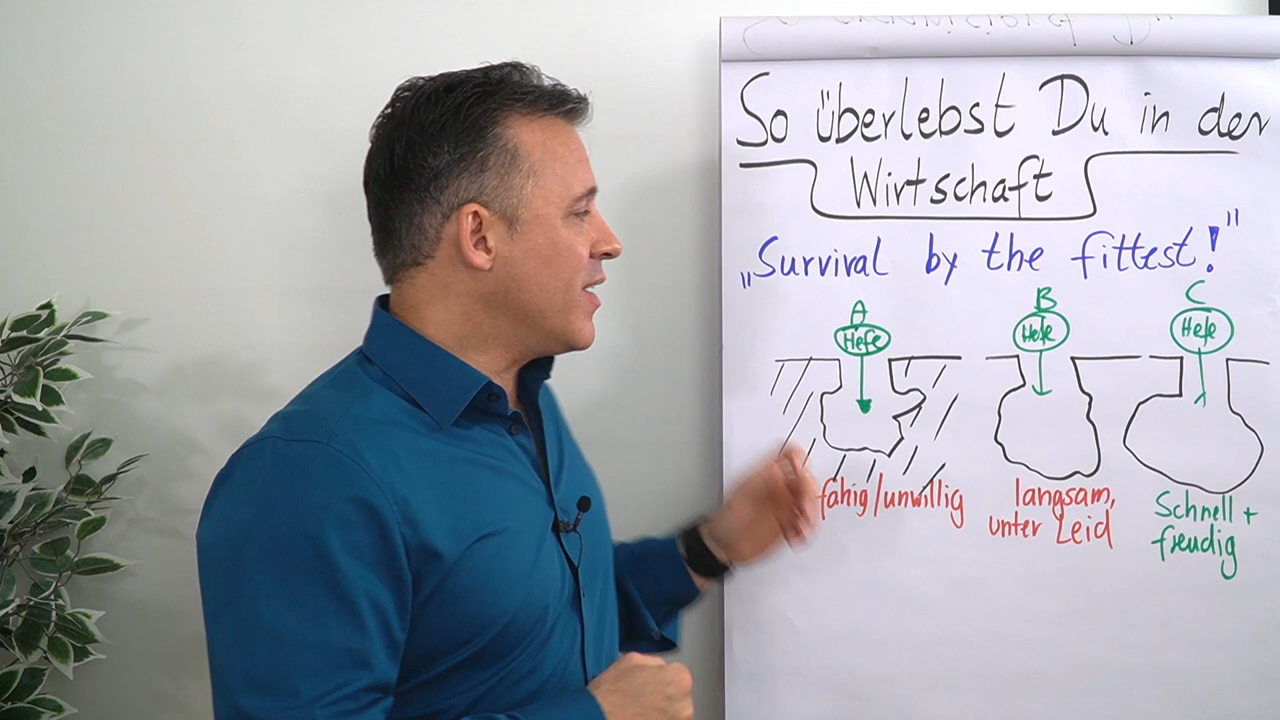 So überlebst Du in der
Wirtschaft
„Survival by the fittest!"
A B C
Hefe Hefe Hefe
fähig/unwillig
langsam,
unter Leid
Schnell +
freudig